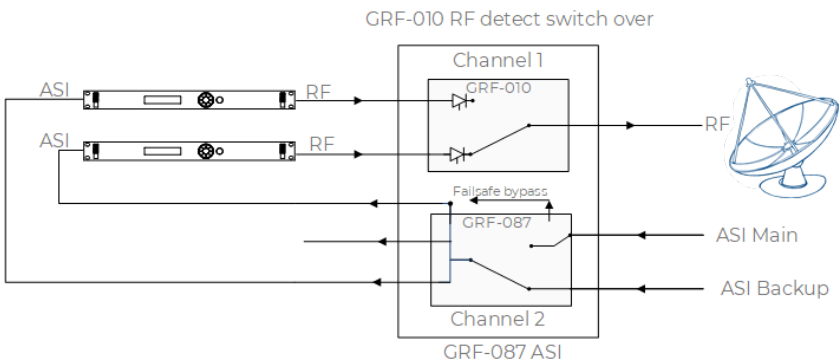 GRF-010 RF detect switch over
Channel 1
GRF-010
ASI
RF
ASI
RF
RF
Failsafe bypass
GRF-087
ASI Main
ASI Backup
Channel 2
GRF-087 ASI